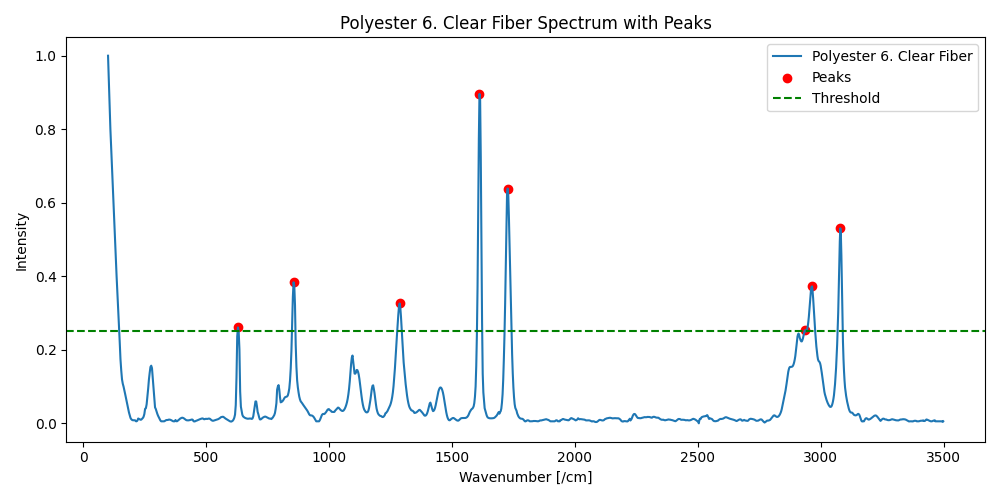 Polyester 6. Clear Fiber Spectrum with Peaks
Polyester 6. Clear Fiber
Peaks
Threshold
Intensity
1.0
0.8
0.6
0.4
0.2
0.0
0 500 1000 1500 2000 2500 3000 3500
Wavenumber [/cm]